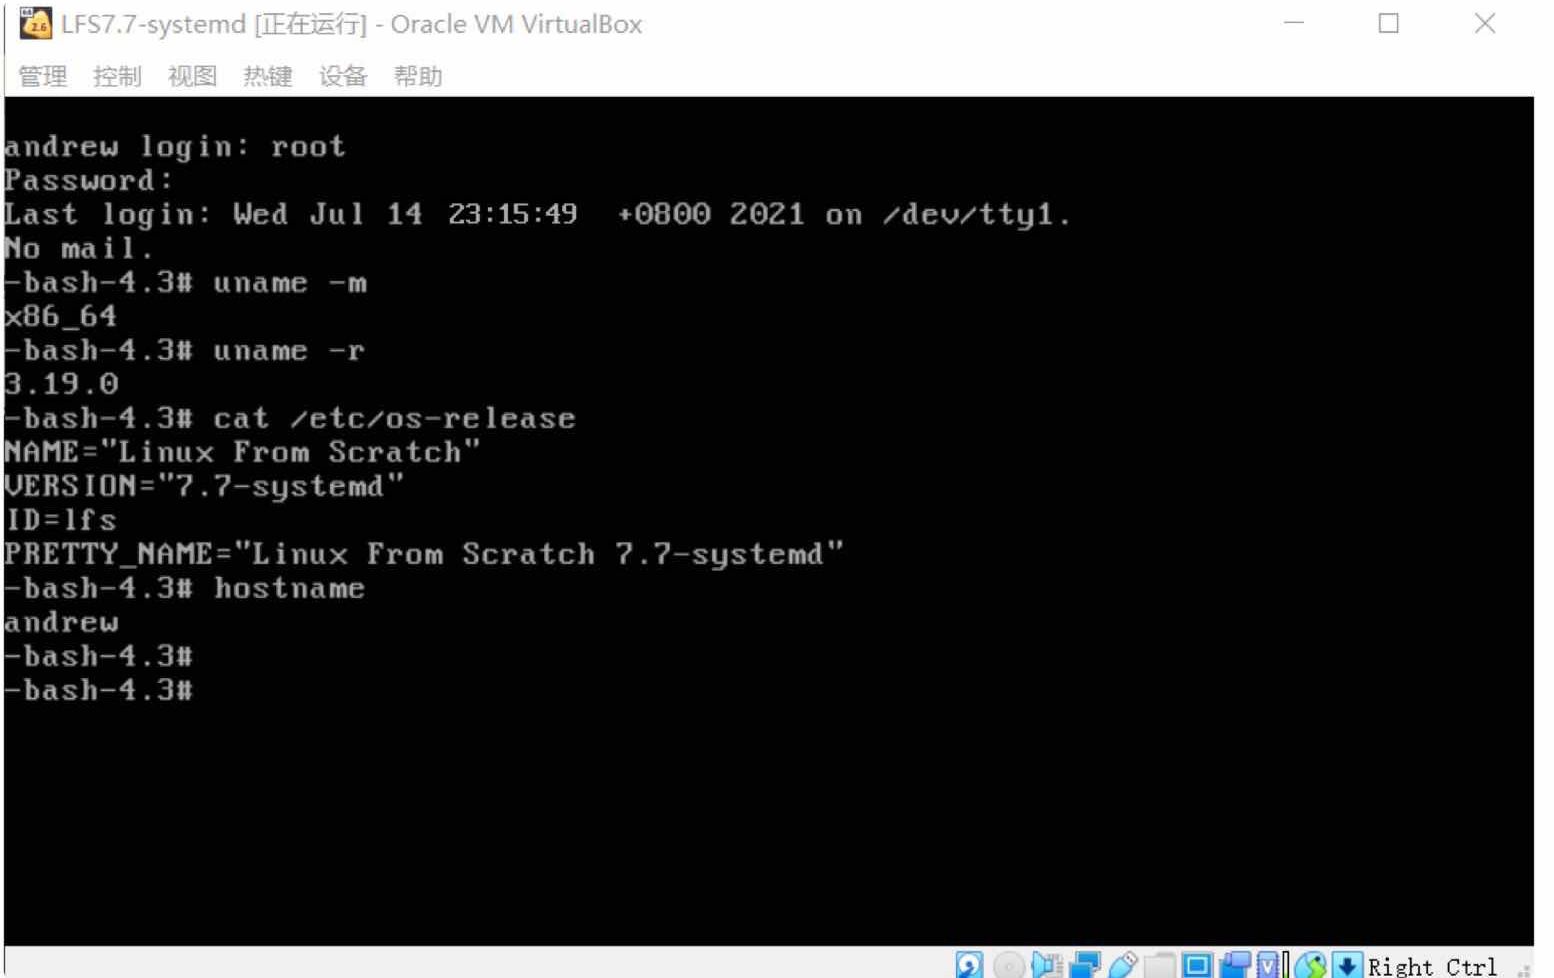 LFS7.7-systemd [正在运行] - Oracle VM VirtualBox
管理 控制 视图 热键 设备 帮助
andrew login: root
Password:
Last login: Wed Jul 14 23:15:49 +0800 2021 on /dev/tty1.
No mail.
-bash-4.3# uname -m
x86_64
-bash-4.3# uname -r
3.19.0
-bash-4.3# cat /etc/os-release
NAME="Linux From Scratch"
VERSION="7.7-systemd"
ID=lfs
PRETTY_NAME="Linux From Scratch 7.7-systemd"
-bash-4.3# hostname
andrew
-bash-4.3#
-bash-4.3#
Right Ctrl